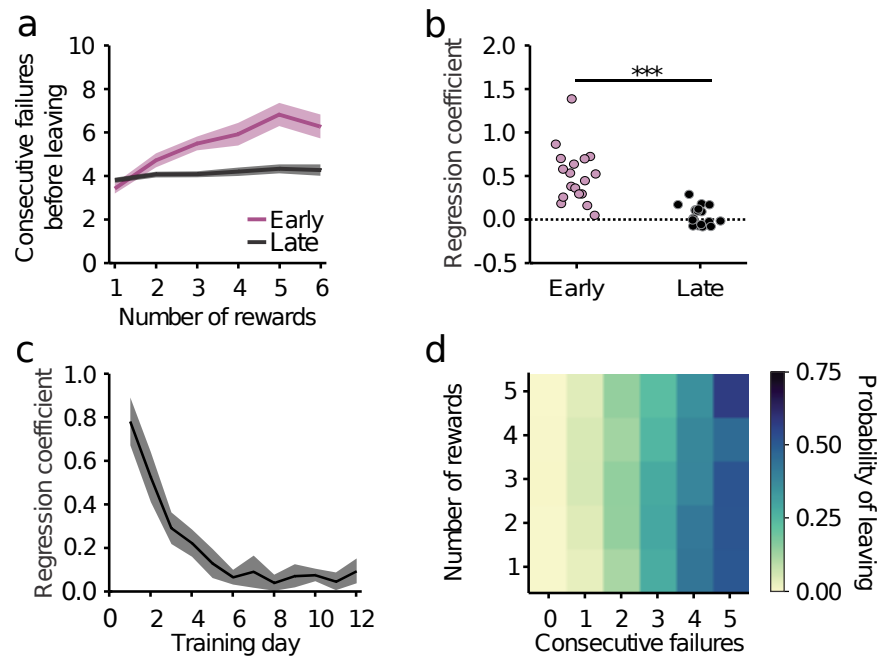 a
10
8
6
4
2
0
Consecutive failures
before leaving
Early
Late
1 2 3 4 5 6
Number of rewards
b
2.0
1.5
1.0
0.5
0.0
-0.5
Regression coefficient
***
Early Late
c
1.0
0.8
0.6
0.4
0.2
0.0
Regression coefficient
0 2 4 6 8 10 12
Training day
d
5
4
3
2
1
Number of rewards
0 1 2 3 4 5
Consecutive failures
0.75
0.50
0.25
0.00
Probability of leaving